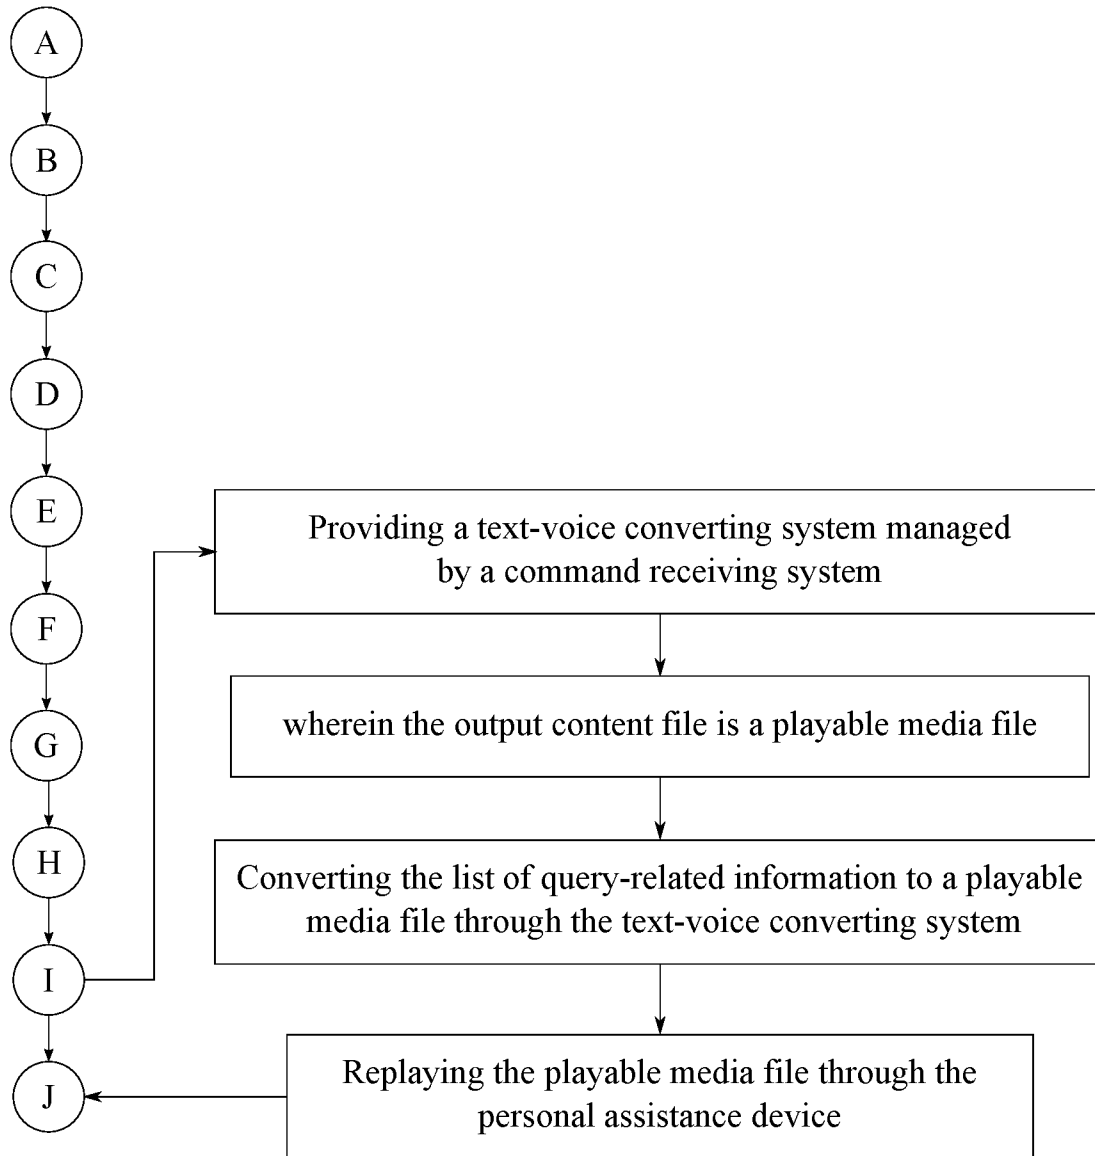 A
B
C
D
E
F
G
H
I
J
Providing a text-voice converting system managed
by a command receiving system
wherein the output content file is a playable media file
Converting the list of query-related information to a playable
media file through the text-voice converting system
Replaying the playable media file through the
personal assistance device